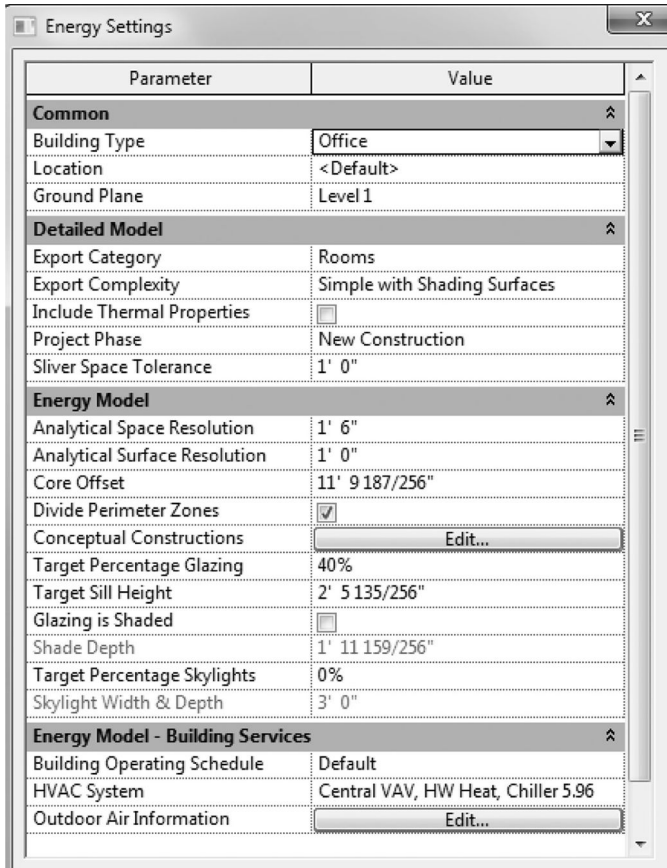 Energy Settings
Parameter Value
Common
Building Type Office
Location <Default>
Ground Plane Level 1
Detailed Model
Export Category Rooms
Export Complexity Simple with Shading Surfaces
Include Thermal Properties
Project Phase New Construction
Sliver Space Tolerance 1' 0"
Energy Model
Analytical Space Resolution 1' 6"
Analytical Surface Resolution 1' 0"
Core Offset 11' 9 187/256"
Divide Perimeter Zones
Conceptual Constructions Edit...
Target Percentage Glazing 40%
Target Sill Height 2' 5 135/256"
Glazing is Shaded
Shade Depth 1' 11 159/256"
Target Percentage Skylights 0%
Skylight Width & Depth 3' 0"
Energy Model - Building Services
Building Operating Schedule Default
HVAC System Central VAV, HW Heat, Chiller 5.96
Outdoor Air Information Edit...